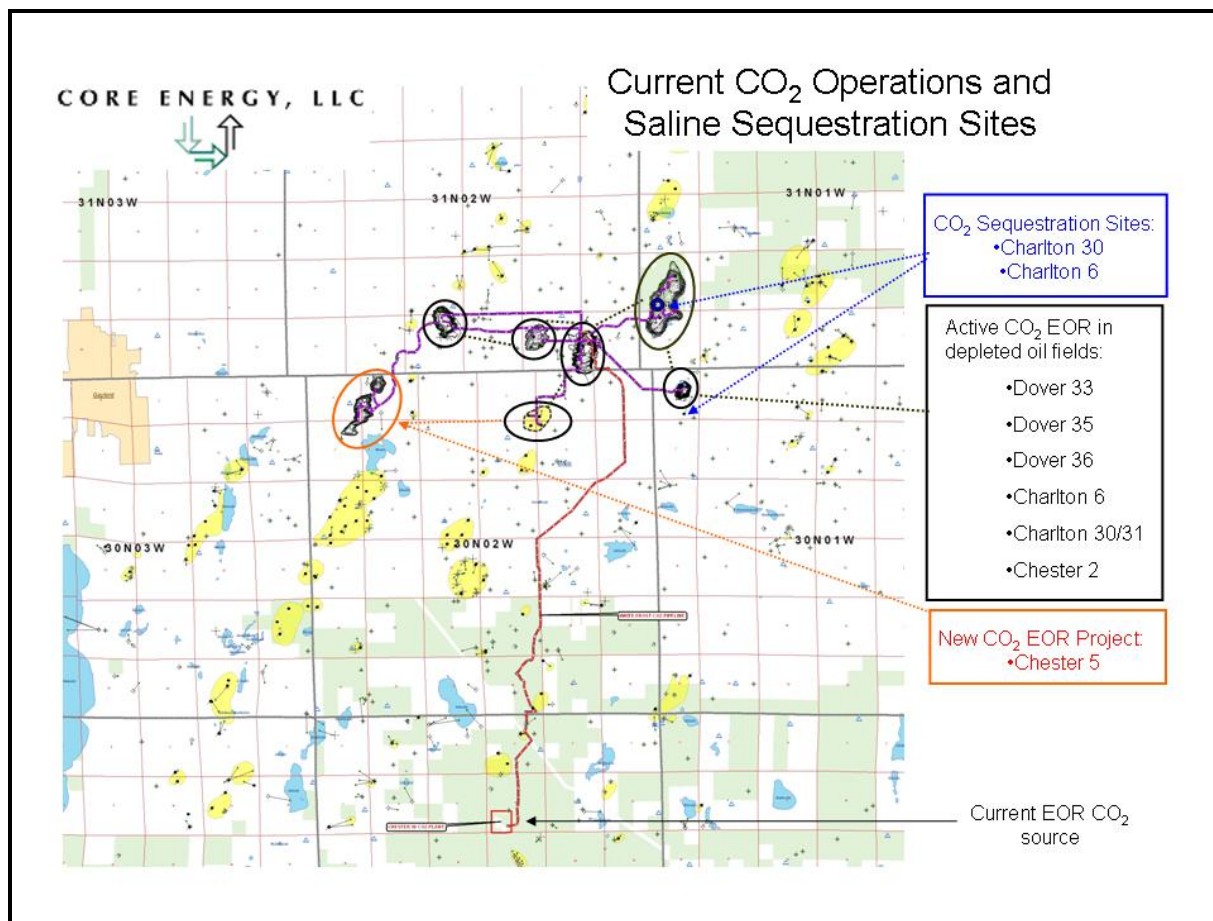 CORE ENERGY, LLC
Current CO₂ Operations and
Saline Sequestration Sites
31N03W
31N02W
31N01W
CO₂ Sequestration Sites:
•Charlton 30
•Charlton 6
Active CO₂ EOR in
depleted oil fields:
•Dover 33
•Dover 35
•Dover 36
•Charlton 6
•Charlton 30/31
•Chester 2
Gaylord
30N03W
30N02W
30N01W
New CO₂ EOR Project:
•Chester 5
Current EOR CO₂
source